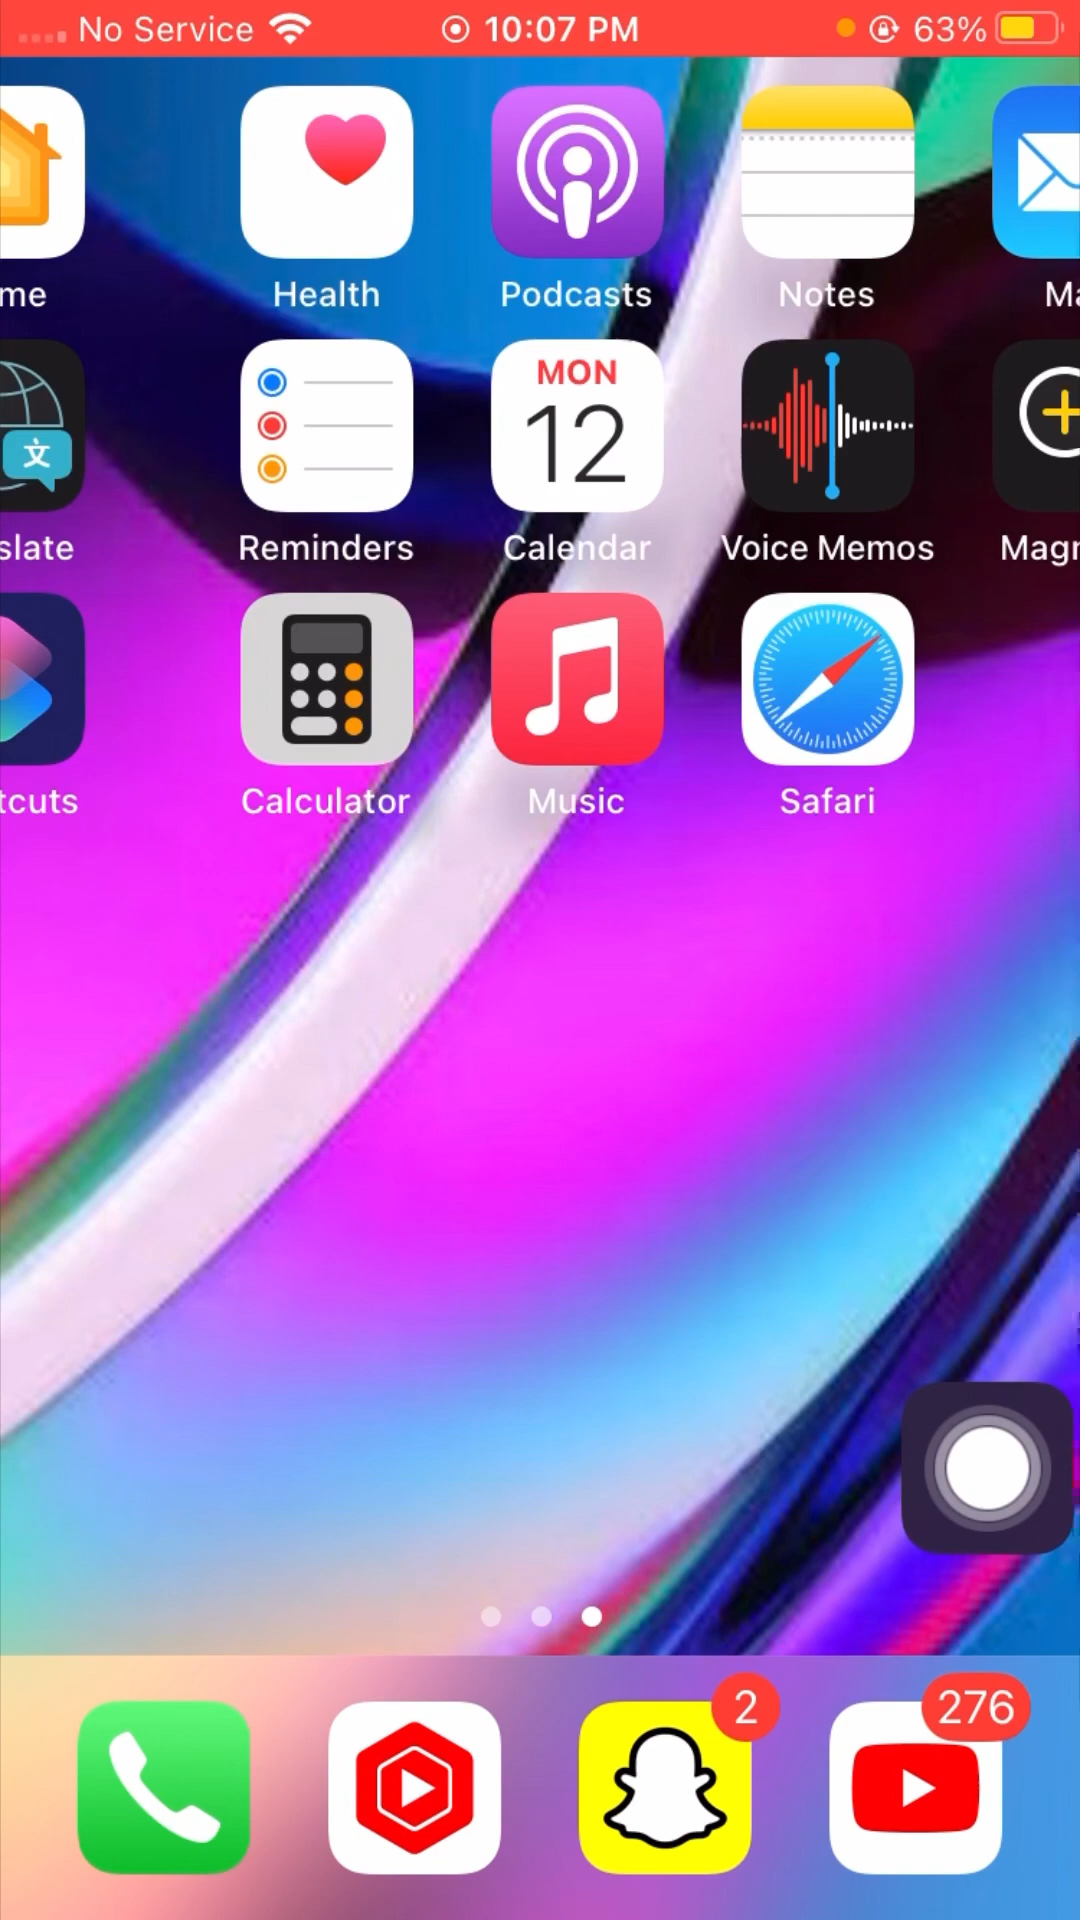 No Service 10:07 PM 63%
me Health Podcasts Notes Ma
MON
12
文
slate Reminders Calendar Voice Memos Magn
tcuts Calculator Music Safari
2
276